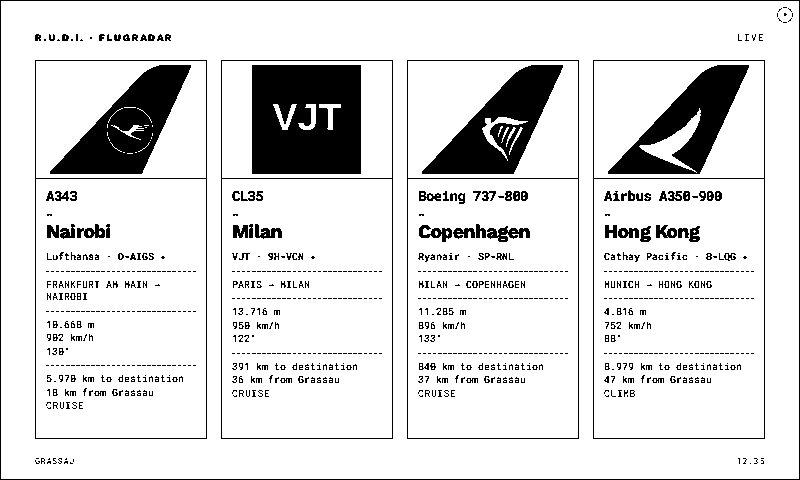 R.U.D.I. · FLUGRADAR
LIVE
A343
→
Nairobi
Lufthansa · D-AIGS ✦
FRANKFURT AM MAIN →
NAIROBI
10.668 m
902 km/h
130°
5.970 km to destination
18 km from Grassau
CRUISE
VJT
CL35
→
Milan
VJT · 9H-VCN ✦
PARIS → MILAN
13.716 m
950 km/h
122°
391 km to destination
36 km from Grassau
CRUISE
Boeing 737-800
→
Copenhagen
Ryanair · SP-RNL
MILAN → COPENHAGEN
11.285 m
896 km/h
133°
840 km to destination
37 km from Grassau
CRUISE
Airbus A350-900
→
Hong Kong
Cathay Pacific · B-LQG ✦
MUNICH → HONG KONG
4.816 m
752 km/h
88°
8.979 km to destination
47 km from Grassau
CLIMB
GRASSAU
12.35